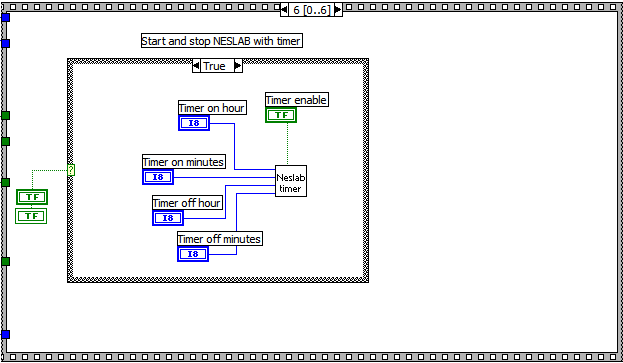 6 [0..6]
Start and stop NESLAB with timer
True
Timer on hour
I8
Timer enable
TF
Timer on minutes
I8
?
Neslab
timer
TF
TF
Timer off hour
I8
Timer off minutes
I8